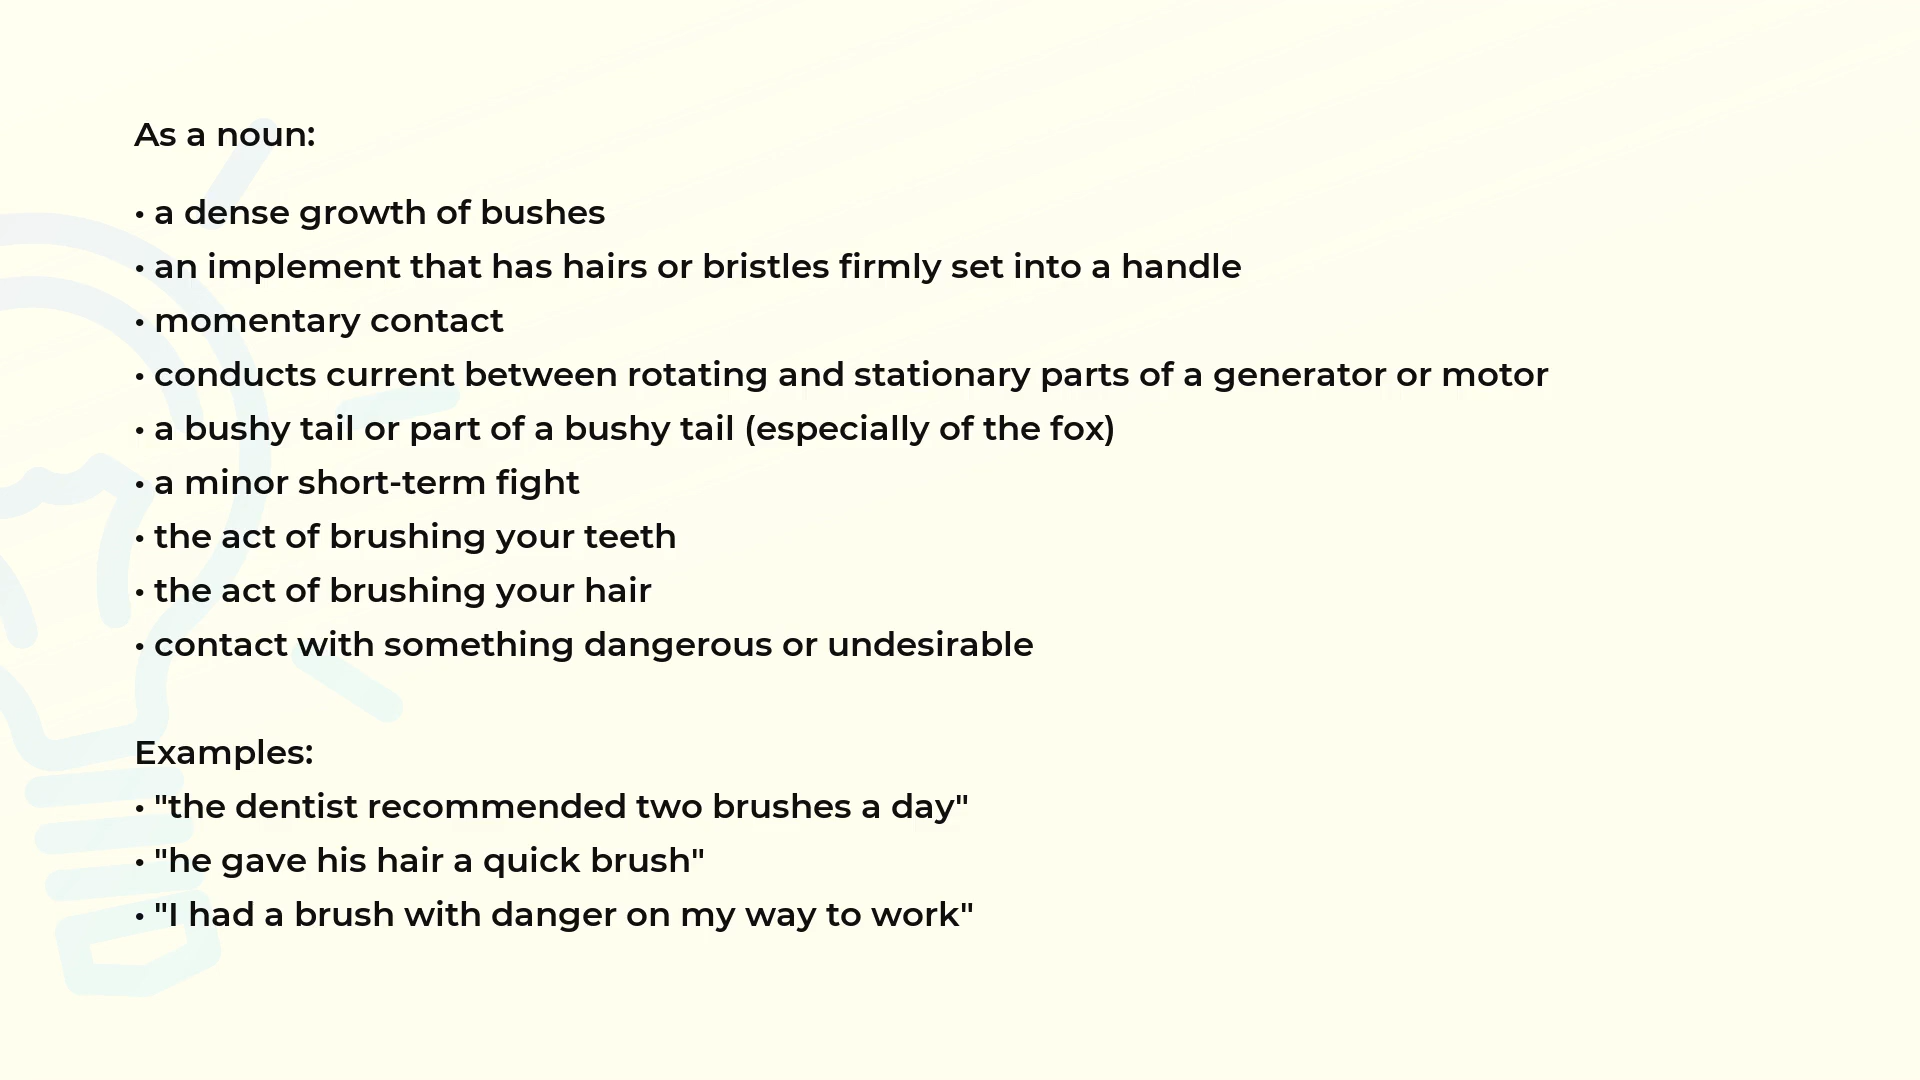 As a noun:
• a dense growth of bushes
• an implement that has hairs or bristles firmly set into a handle
• momentary contact
• conducts current between rotating and stationary parts of a generator or motor
• a bushy tail or part of a bushy tail (especially of the fox)
• a minor short-term fight
• the act of brushing your teeth
• the act of brushing your hair
• contact with something dangerous or undesirable
Examples:
• "the dentist recommended two brushes a day"
• "he gave his hair a quick brush"
• "I had a brush with danger on my way to work"